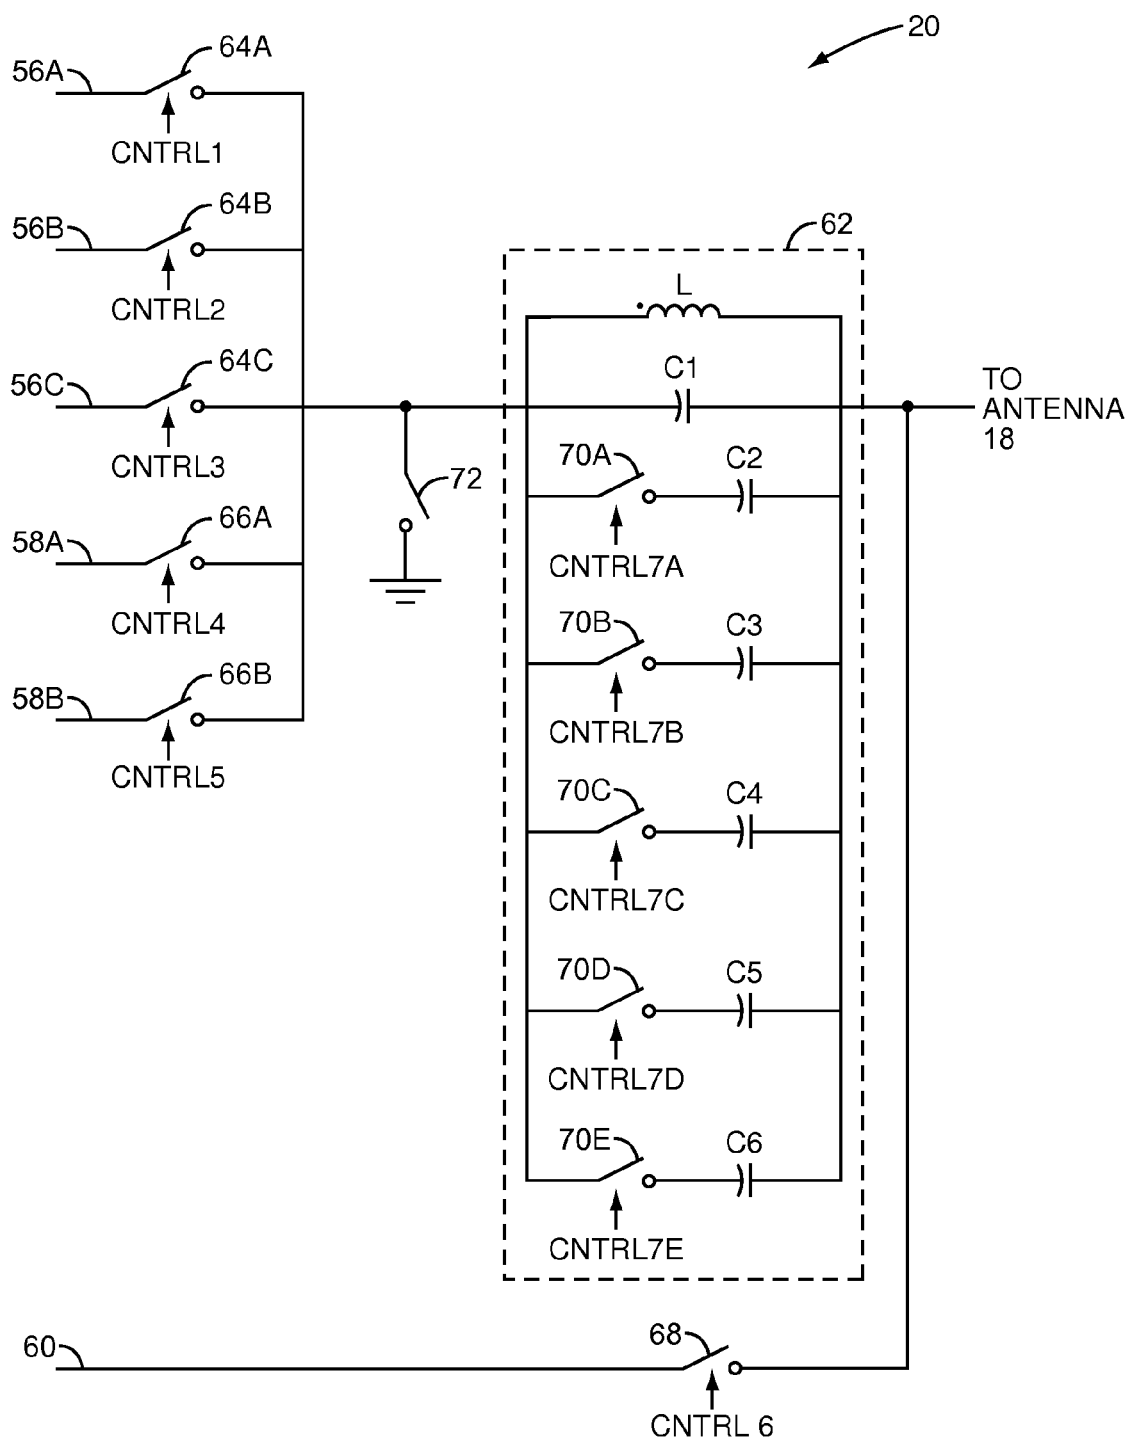 20
64A
56A
CNTRL1
64B
56B
CNTRL2
62
L
64C
56C
CNTRL3
C1
TO
ANTENNA
18
72
70A
C2
CNTRL7A
66A
58A
CNTRL4
70B
C3
CNTRL7B
66B
58B
CNTRL5
70C
C4
CNTRL7C
70D
C5
CNTRL7D
70E
C6
CNTRL7E
60
68
CNTRL 6